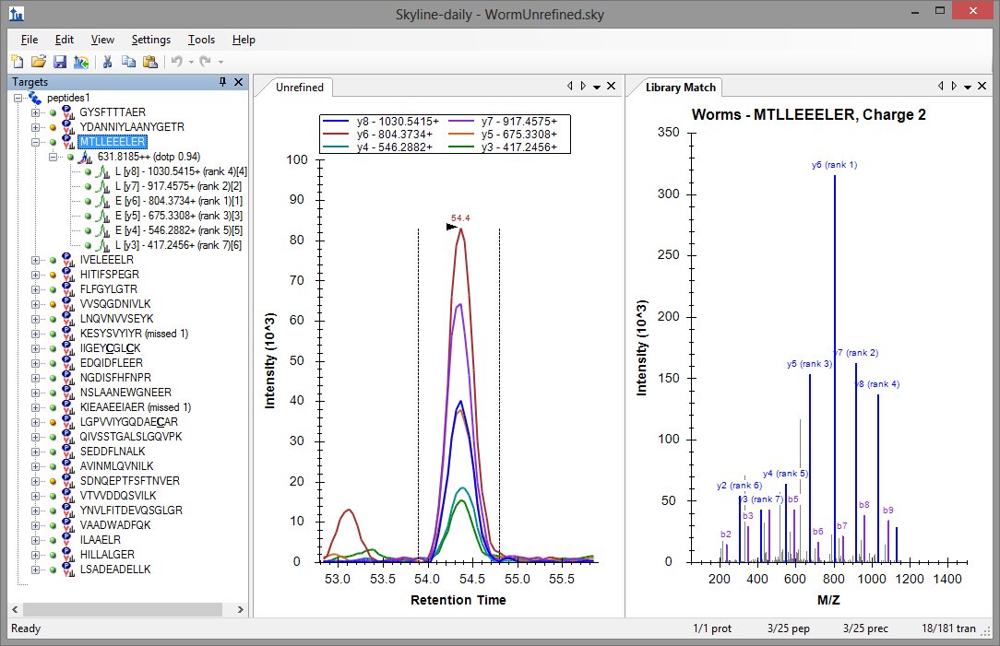 Skyline-daily - WormUnrefined.sky
File Edit View Settings Tools Help
Targets
peptides1
GYSFTTTAER
YDANNIYLAANYGETR
MTLLEEELER
631.8185++ (dotp 0.94)
L [y8] - 1030.5415+ (rank 4)[4]
L [y7] - 917.4575+ (rank 2)[2]
E [y6] - 804.3734+ (rank 1)[1]
E [y5] - 675.3308+ (rank 3)[3]
E [y4] - 546.2882+ (rank 5)[5]
L [y3] - 417.2456+ (rank 7)[6]
IVELEEELR
HITIFSPEGR
FLFGYLGTR
VVSQGDNIVLK
LNQVNVVSEYK
KESYSVYIYR (missed 1)
IIGEYCGLCK
EDQIDFLEER
NGDISFHFNPR
NSLAANEWGNEER
KIEAAEEIAER (missed 1)
LGPVVIYGQDAECAR
QIVSSTGALSLGQVPK
SEDDFLNALK
AVINMLQVNILK
SDNQEPTFSFTNVER
VTVVDDQSVILK
YNVLFITDEVQSGLGR
VAADWADFQK
ILAAELR
HILLALGER
LSADEADELLK
Unrefined
y8 - 1030.5415+ y7 - 917.4575+
y6 - 804.3734+ y5 - 675.3308+
y4 - 546.2882+ y3 - 417.2456+
54.4
Intensity (10^3)
100
90
80
70
60
50
40
30
20
10
0
53.0 53.5 54.0 54.5 55.0 55.5
Retention Time
Library Match
Worms - MTLLEEELER, Charge 2
Intensity (10^3)
350
300
250
200
150
100
50
0
y6 (rank 1)
y7 (rank 2)
y5 (rank 3)
y8 (rank 4)
y4 (rank 5)
y2 (rank 6)
y3 (rank 7)
b5
b8
b9
b3
b2
b6
b7
200 400 600 800 1000 1200 1400
M/Z
Ready
1/1 prot 3/25 pep 3/25 prec 18/181 tran